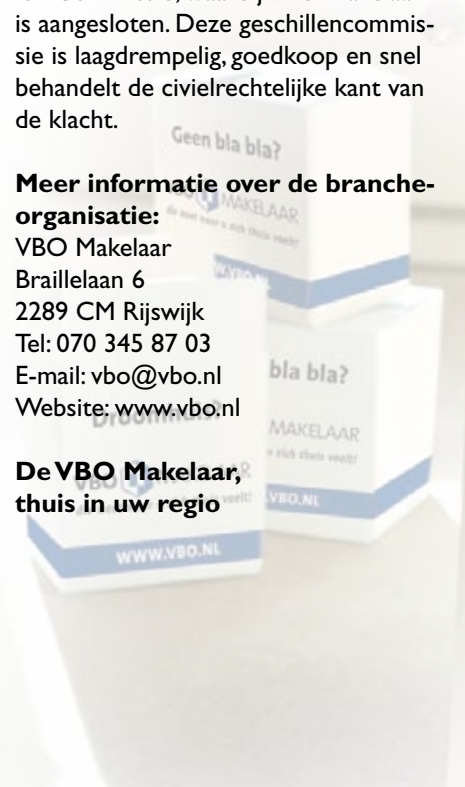 is aangesloten. Deze geschillencommis-
sie is laagdrempelig, goedkoop en snel
behandelt de civielrechtelijke kant van
de klacht.
Geen bla bla?
MAKELAAR
Meer informatie over de branche-
organisatie:
VBO Makelaar
Braillelaan 6
2289 CM Rijswijk
Tel: 070 345 87 03
E-mail: vbo@vbo.nl
Website: www.vbo.nl
bla bla?
Droomhuis?
MAKELAAR
De VBO Makelaar,
thuis in uw regio
VBO.NL
WWW.VBO.NL